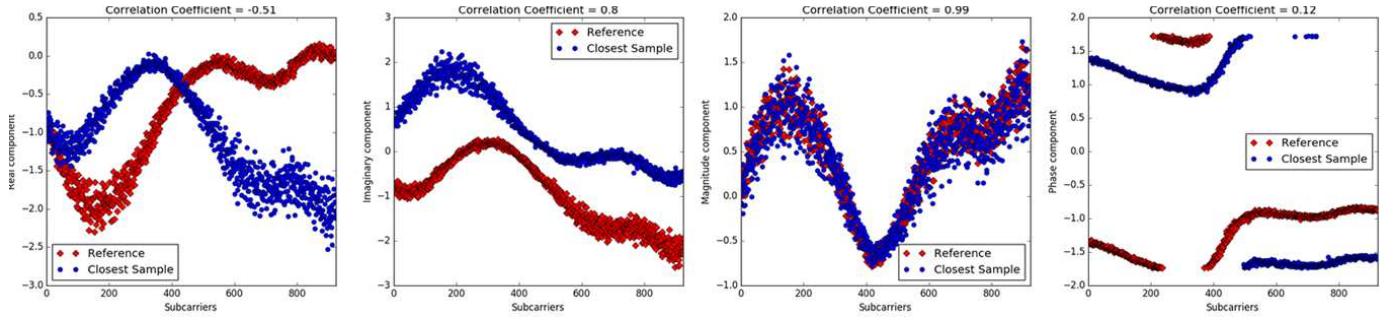 Correlation Coefficient = -0.51
0.5
0.0
−0.5
−1.0
−1.5
−2.0
−2.5
−3.0
Real component
Reference
Closest Sample
0 200 400 600 800
Subcarriers
Correlation Coefficient = 0.8
3
2
1
0
−1
−2
−3
Imaginary component
Reference
Closest Sample
0 200 400 600 800
Subcarriers
Correlation Coefficient = 0.99
2.0
1.5
1.0
0.5
0.0
−0.5
−1.0
Magnitude component
Reference
Closest Sample
0 200 400 600 800
Subcarriers
Correlation Coefficient = 0.12
2.0
1.5
1.0
0.5
0.0
−0.5
−1.0
−1.5
−2.0
Phase component
Reference
Closest Sample
0 200 400 600 800
Subcarriers